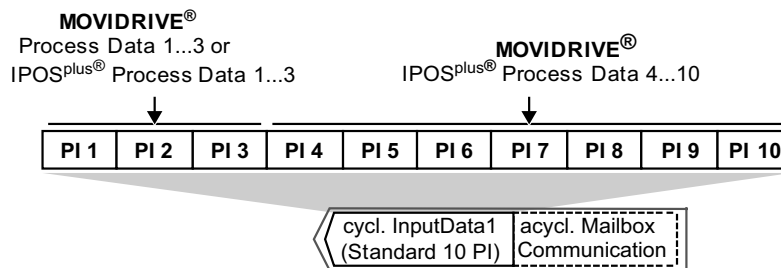 MOVIDRIVE®
Process Data 1...3 or
IPOSplus® Process Data 1...3
MOVIDRIVE®
IPOSplus® Process Data 4...10
PI 1 PI 2 PI 3 PI 4 PI 5 PI 6 PI 7 PI 8 PI 9 PI 10
cycl. InputData1 acycl. Mailbox
(Standard 10 PI) Communication